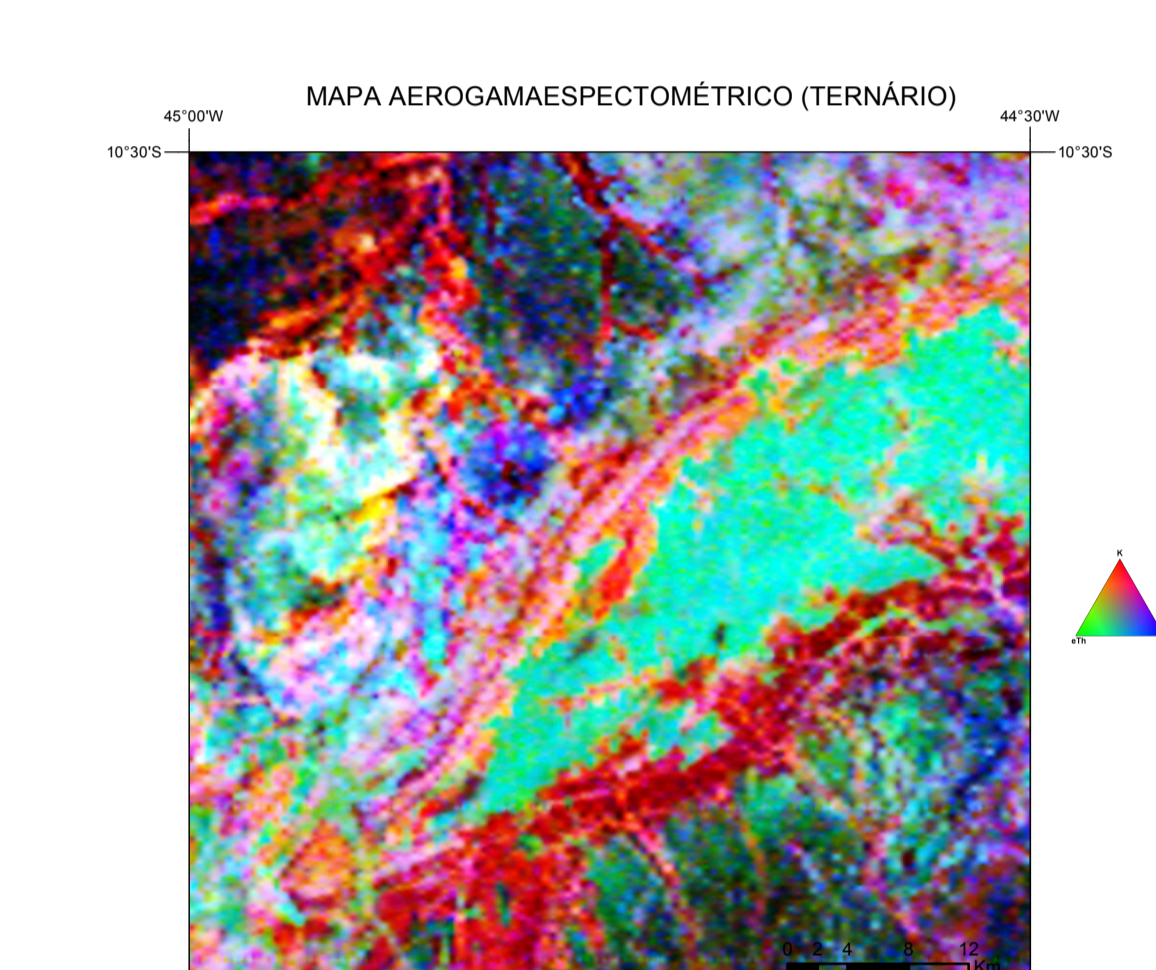 MAPA AEROGAMAESPECTOMÉTRICO (TERNÁRIO)
45°00'W 44°30'W
10°30'S 10°30'S
K
eTh
0 2 4 8 12
Km